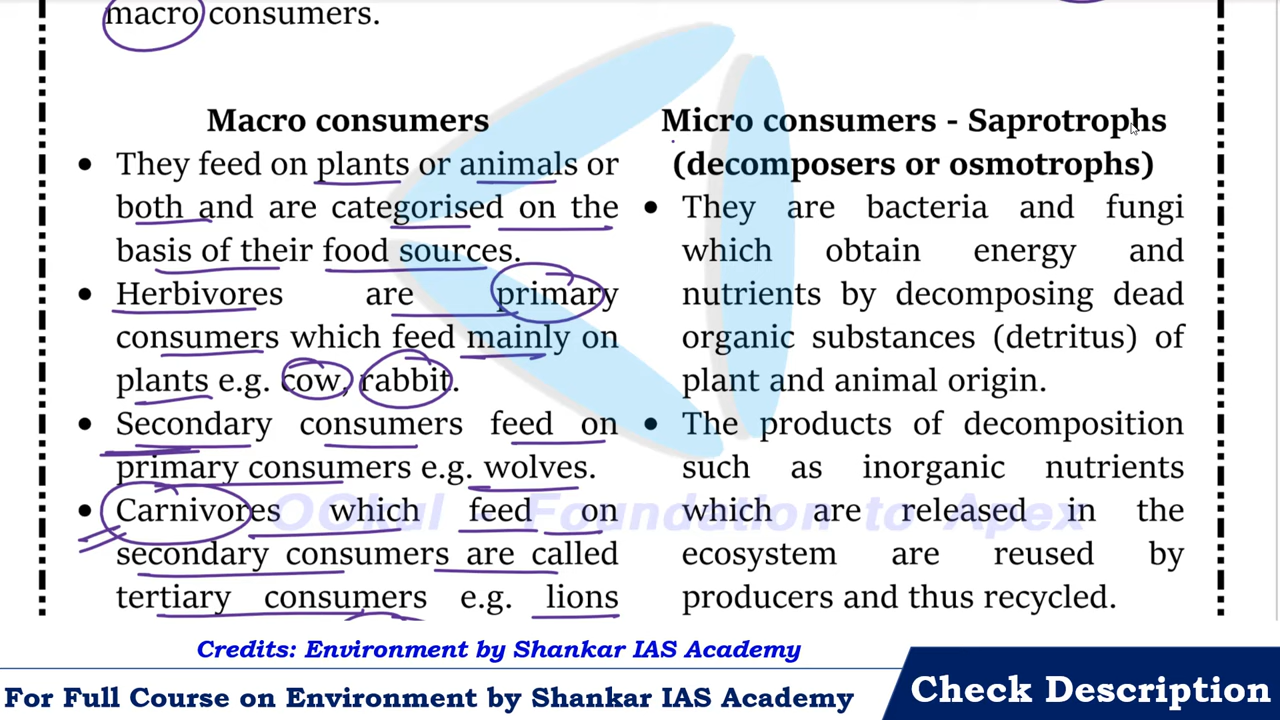 macro consumers.
Macro consumers
• They feed on plants or animals or
both and are categorised on the
basis of their food sources.
• Herbivores are primary
consumers which feed mainly on
plants e.g. cow, rabbit.
• Secondary consumers feed on
primary consumers e.g. wolves.
• Carnivores which feed on
secondary consumers are called
tertiary consumers e.g. lions
Micro consumers - Saprotrophs
(decomposers or osmotrophs)
• They are bacteria and fungi
which obtain energy and
nutrients by decomposing dead
organic substances (detritus) of
plant and animal origin.
• The products of decomposition
such as inorganic nutrients
which are released in the
ecosystem are reused by
producers and thus recycled.
OOkul Foundation to Apex
Credits: Environment by Shankar IAS Academy
For Full Course on Environment by Shankar IAS Academy
Check Description